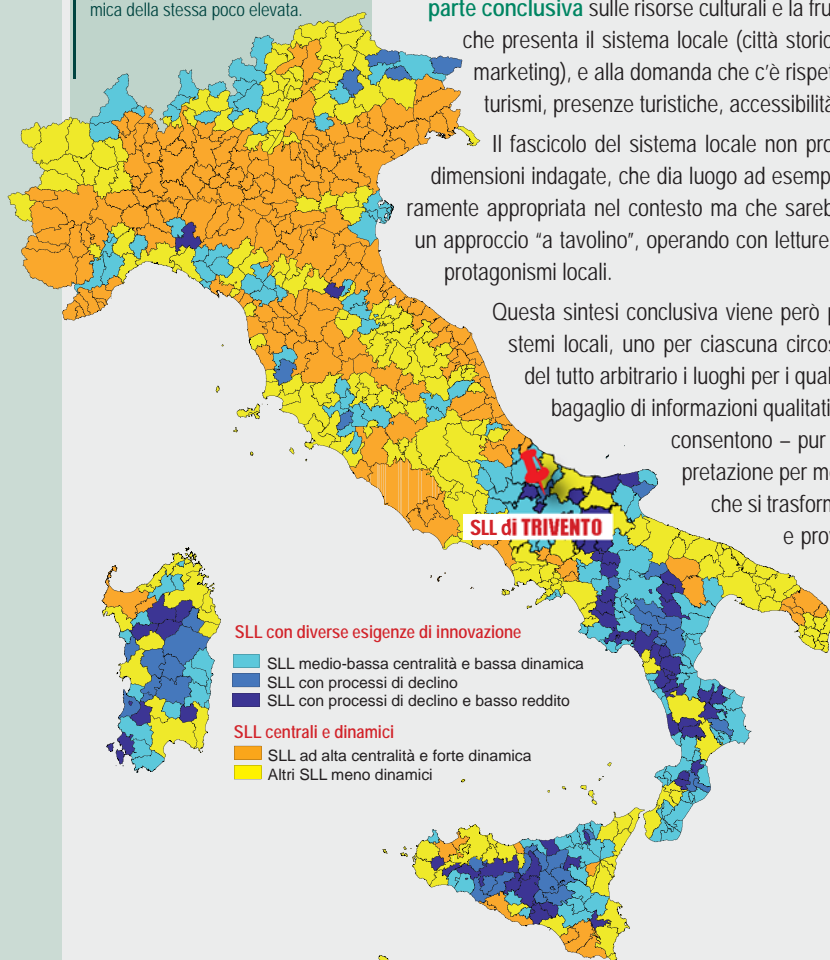 mica della stessa poco elevata.
parte conclusiva sulle risorse culturali e la fru
che presenta il sistema locale (città storic
marketing), e alla domanda che c'è rispet
turismi, presenze turistiche, accessibilità
Il fascicolo del sistema locale non pro
dimensioni indagate, che dia luogo ad esemp
ramente appropriata nel contesto ma che sareb
un approccio “a tavolino”, operando con letture
protagonismi locali.
Questa sintesi conclusiva viene però p
stemi locali, uno per ciascuna circos
del tutto arbitrario i luoghi per i qual
bagaglio di informazioni qualitati
consentono – pur
pretazione per me
che si trasform
e prov
SLL di TRIVENTO
SLL con diverse esigenze di innovazione
SLL medio-bassa centralità e bassa dinamica
SLL con processi di declino
SLL con processi di declino e basso reddito
SLL centrali e dinamici
SLL ad alta centralità e forte dinamica
Altri SLL meno dinamici